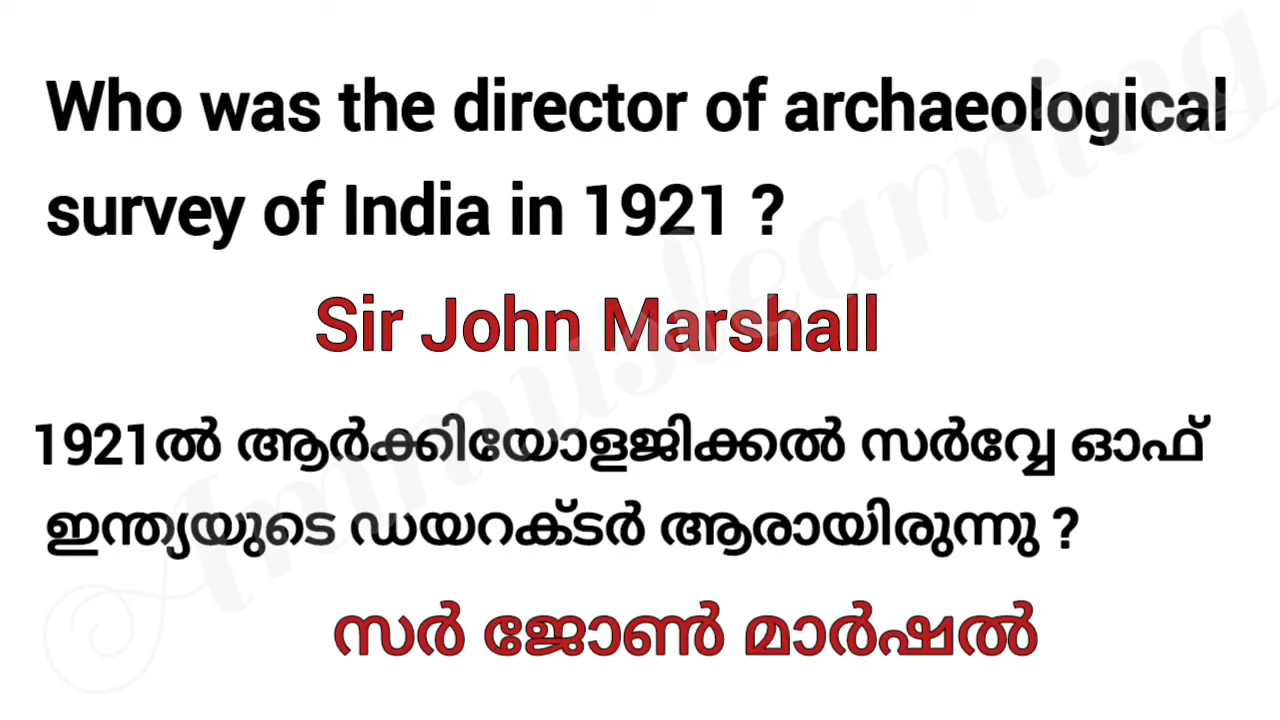 Who was the director of archaeological
survey of India in 1921 ?
Sir John Marshall
1921ൽ ആർക്കിയോളജിക്കൽ സർവ്വേ ഓഫ്
ഇന്ത്യയുടെ ഡയറക്ടർ ആരായിരുന്നു ?
സർ ജോൺ മാർഷൽ
Ammuslearning